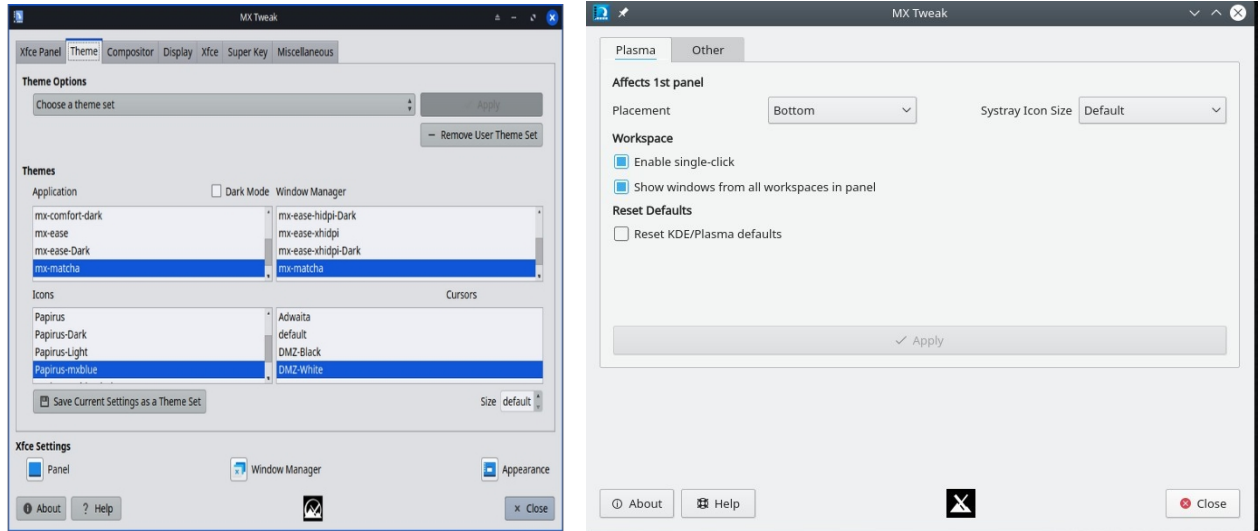 MX Tweak
Xfce Panel Theme Compositor Display Xfce Super Key Miscellaneous
Theme Options
Choose a theme set Apply
Remove User Theme Set
Themes
Application Dark Mode Window Manager
mx-comfort-dark mx-ease-hidpi-Dark
mx-ease mx-ease-xhidpi
mx-ease-Dark mx-ease-xhidpi-Dark
mx-matcha mx-matcha
Icons Cursors
Papirus Adwaita
Papirus-Dark default
Papirus-Light DMZ-Black
Papirus-mxblue DMZ-White
Save Current Settings as a Theme Set Size default
Xfce Settings
Panel Window Manager Appearance
About ? Help Close
MX Tweak
Plasma Other
Affects 1st panel
Placement Bottom Systray Icon Size Default
Workspace
Enable single-click
Show windows from all workspaces in panel
Reset Defaults
Reset KDE/Plasma defaults
Apply
About Help Close